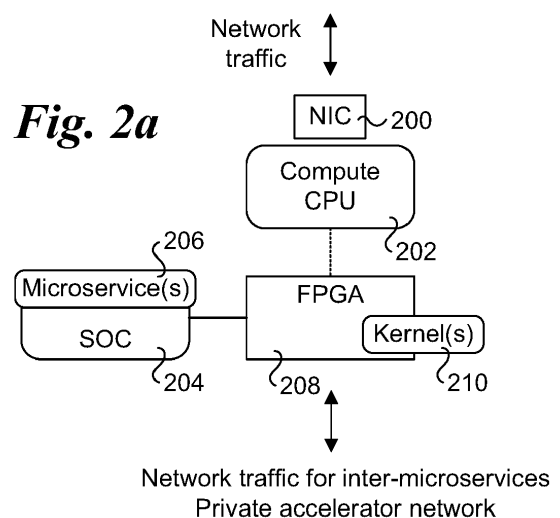 Network
traffic
Fig. 2a
NIC
200
Compute
CPU
202
206
Microservice(s)
SOC
204
FPGA
208
Kernel(s)
210
Network traffic for inter-microservices
Private accelerator network